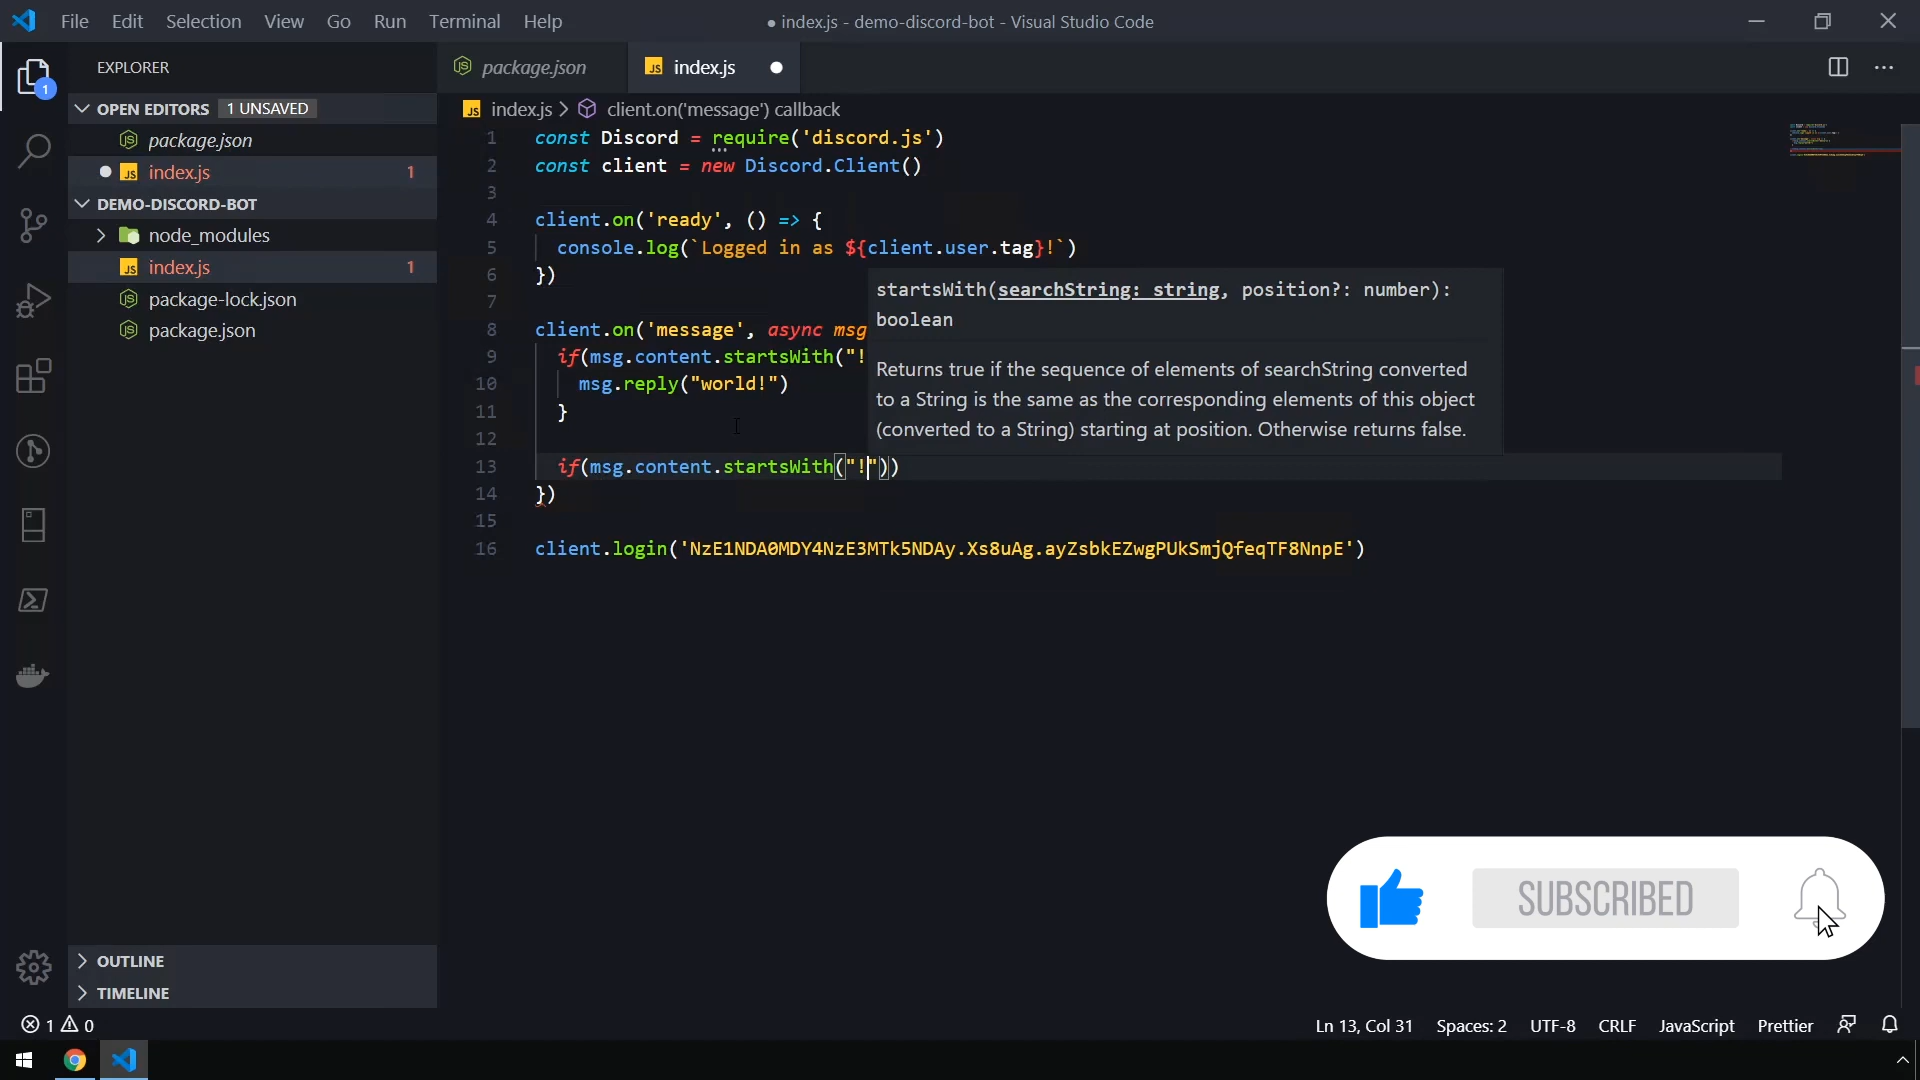 File Edit Selection View Go Run Terminal Help
● index.js - demo-discord-bot - Visual Studio Code
EXPLORER
OPEN EDITORS 1 UNSAVED
package.json
index.js 1
DEMO-DISCORD-BOT
node_modules
index.js 1
package-lock.json
package.json
OUTLINE
TIMELINE
1
package.json
JS index.js
JS index.js > client.on('message') callback
1 const Discord = require('discord.js')
2 const client = new Discord.Client()
3
4 client.on('ready', () => {
5 console.log(`Logged in as ${client.user.tag}!`)
6 })
7
8 client.on('message', async msg
9 if(msg.content.startsWith("!
10 msg.reply("world!")
11 }
12
13 if(msg.content.startsWith("!"))
14 })
15
16 client.login('NzE1NDA0MDY4NzE3MTk5NDAy.Xs8uAg.ayZsbkEZwgPUkSmjQfeqTF8NnpE')
startsWith(searchString: string, position?: number):
boolean
Returns true if the sequence of elements of searchString converted
to a String is the same as the corresponding elements of this object
(converted to a String) starting at position. Otherwise returns false.
SUBSCRIBED
1 0
Ln 13, Col 31 Spaces: 2 UTF-8 CRLF JavaScript Prettier